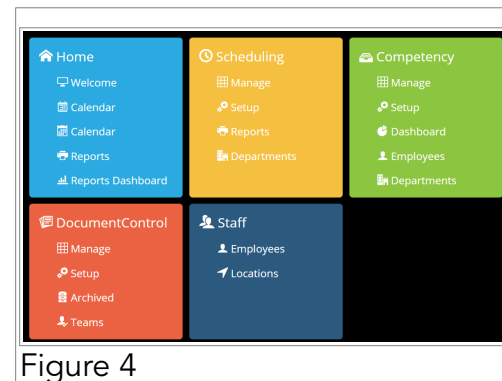 Home
Welcome
Calendar
Calendar
Reports
Reports Dashboard
Scheduling
Manage
Setup
Reports
Departments
Competency
Manage
Setup
Dashboard
Employees
Departments
DocumentControl
Manage
Setup
Archived
Teams
Staff
Employees
Locations
Figure 4